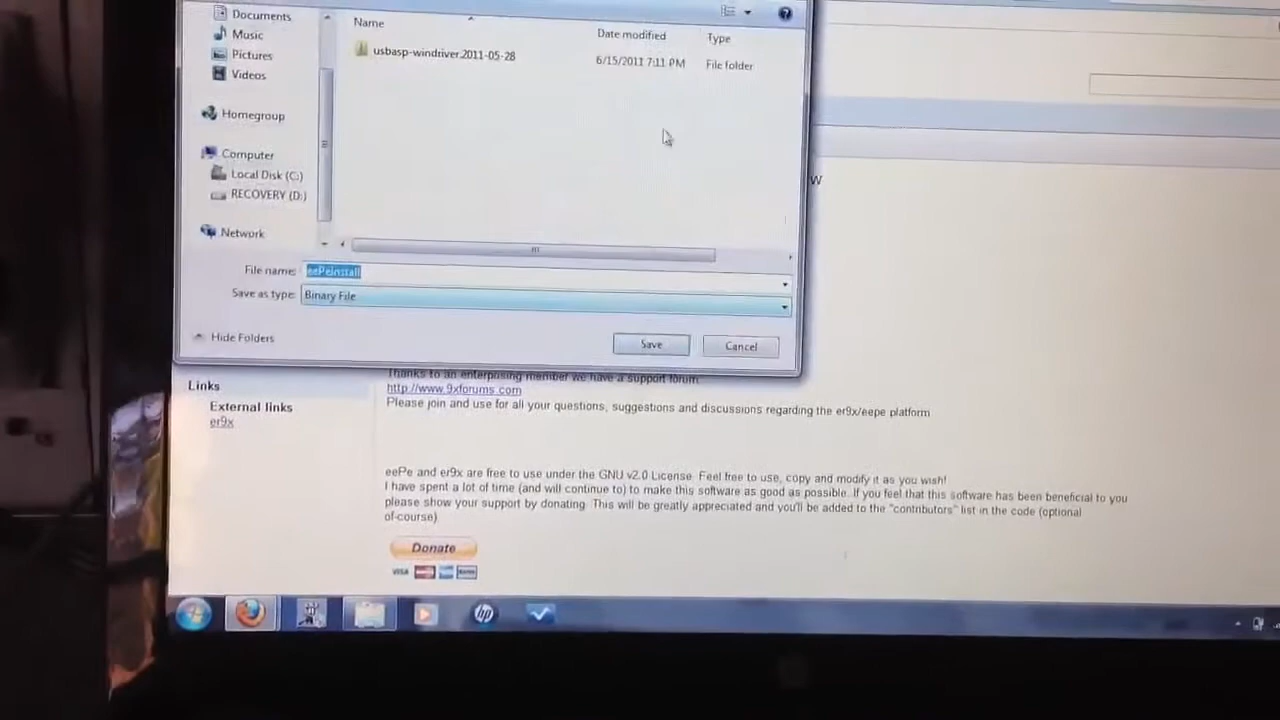 Documents
Music
Pictures
Videos
Homegroup
Computer
Local Disk (C:)
RECOVERY (D:)
Network
Name
Date modified
Type
usbasp-windriver.2011-05-28
6/15/2011 7:11 PM
File folder
File name:
eePeInstall
Save as type:
Binary File
Hide Folders
Save
Cancel
w
Links
External links
er9x
Thanks to an enterposing member we have a support forum
http://www.9xforums.com
Please join and use for all your questions, suggestions and discussions regarding the er9x/eepe platform
eePe and er9x are free to use under the GNU v2.0 License. Feel free to use, copy and modify it as you wish!
I have spent a lot of time (and will continue to) to make this software as good as possible. If you feel that this software has been beneficial to you
please show your support by donating. This will be greatly appreciated and you'll be added to the "contributors" list in the code (optional
of-course)
Donate
VISA
hp